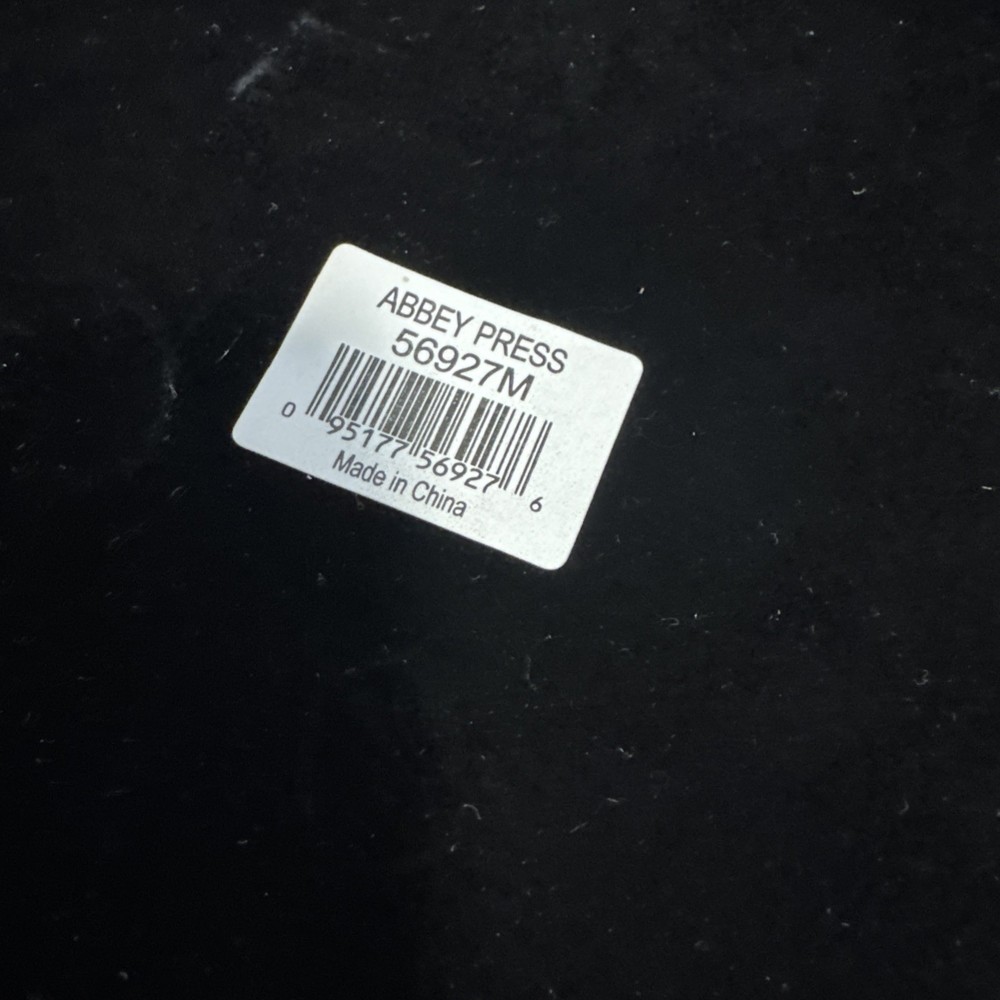 ABBEY PRESS
56927M
0 95177 56927 6
Made in China